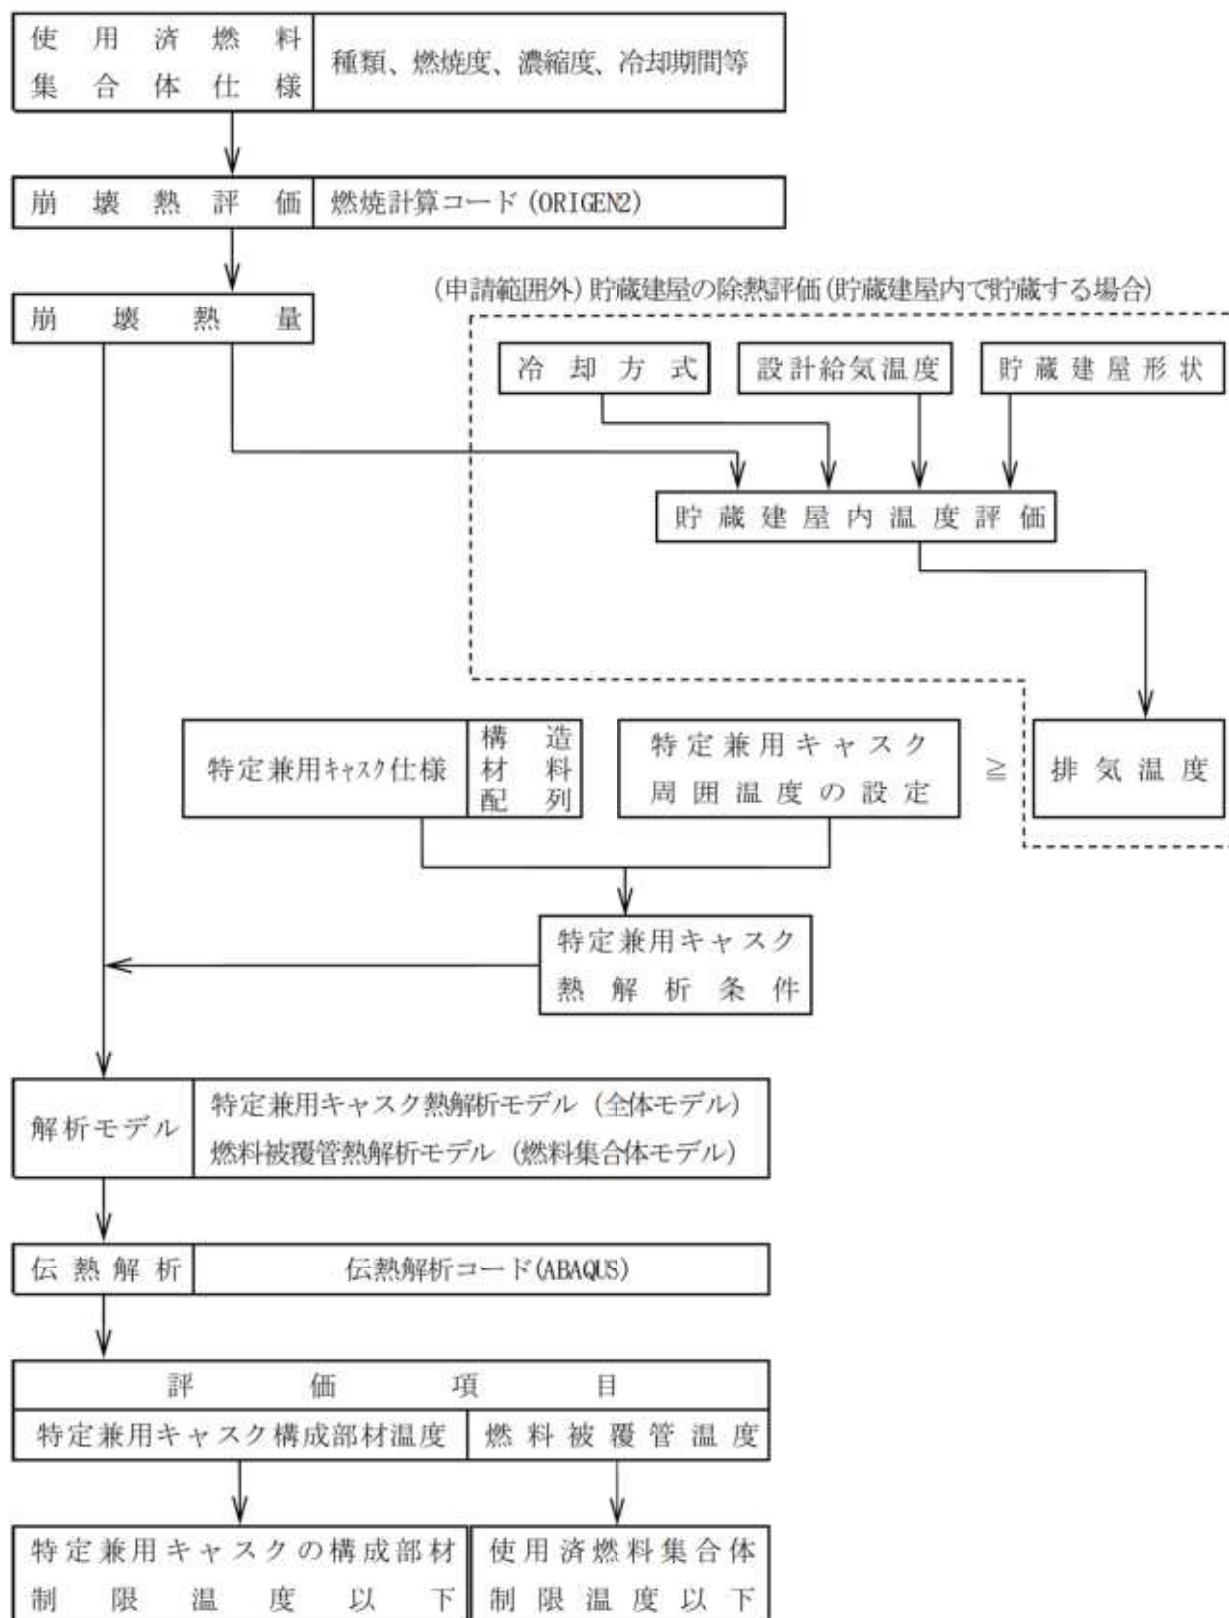 使用済燃料
集合体仕様
種類、燃焼度、濃縮度、冷却期間等
崩壊熱評価
燃焼計算コード(ORIGEN2)
崩壊熱量
(申請範囲外) 貯蔵建屋の除熱評価(貯蔵建屋内で貯蔵する場合)
冷却方式
設計給気温度
貯蔵建屋形状
貯蔵建屋内温度評価
特定兼用キャスク仕様
構造
材料
配列
特定兼用キャスク
周囲温度の設定
≧
排気温度
特定兼用キャスク
熱解析条件
解析モデル
特定兼用キャスク熱解析モデル (全体モデル)
燃料被覆管熱解析モデル (燃料集合体モデル)
伝熱解析
伝熱解析コード(ABAQUS)
評価項目
特定兼用キャスク構成部材温度
燃料被覆管温度
特定兼用キャスクの構成部材
制限温度以下
使用済燃料集合体
制限温度以下